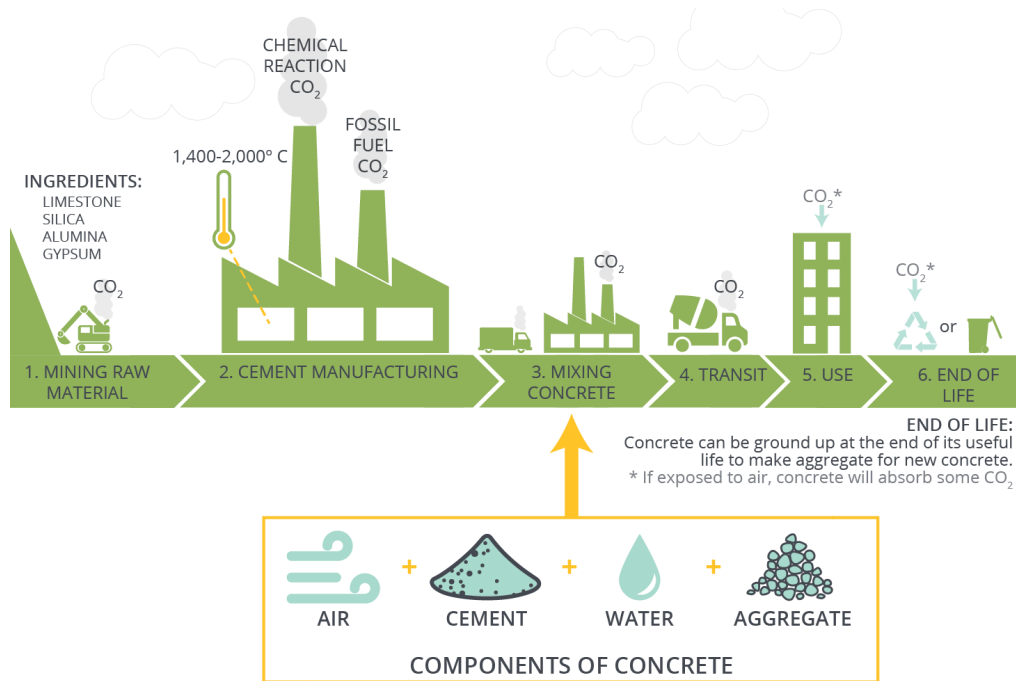 CHEMICAL
REACTION
CO₂
FOSSIL
FUEL
CO₂
1,400-2,000° C
INGREDIENTS:
LIMESTONE
SILICA
ALUMINA
GYPSUM
CO₂
CO₂
CO₂
CO₂*
CO₂*
or
1. MINING RAW
MATERIAL
2. CEMENT MANUFACTURING
3. MIXING
CONCRETE
4. TRANSIT
5. USE
6. END OF
LIFE
END OF LIFE:
Concrete can be ground up at the end of its useful
life to make aggregate for new concrete.
* If exposed to air, concrete will absorb some CO₂
+
+
+
AIR
CEMENT
WATER
AGGREGATE
COMPONENTS OF CONCRETE